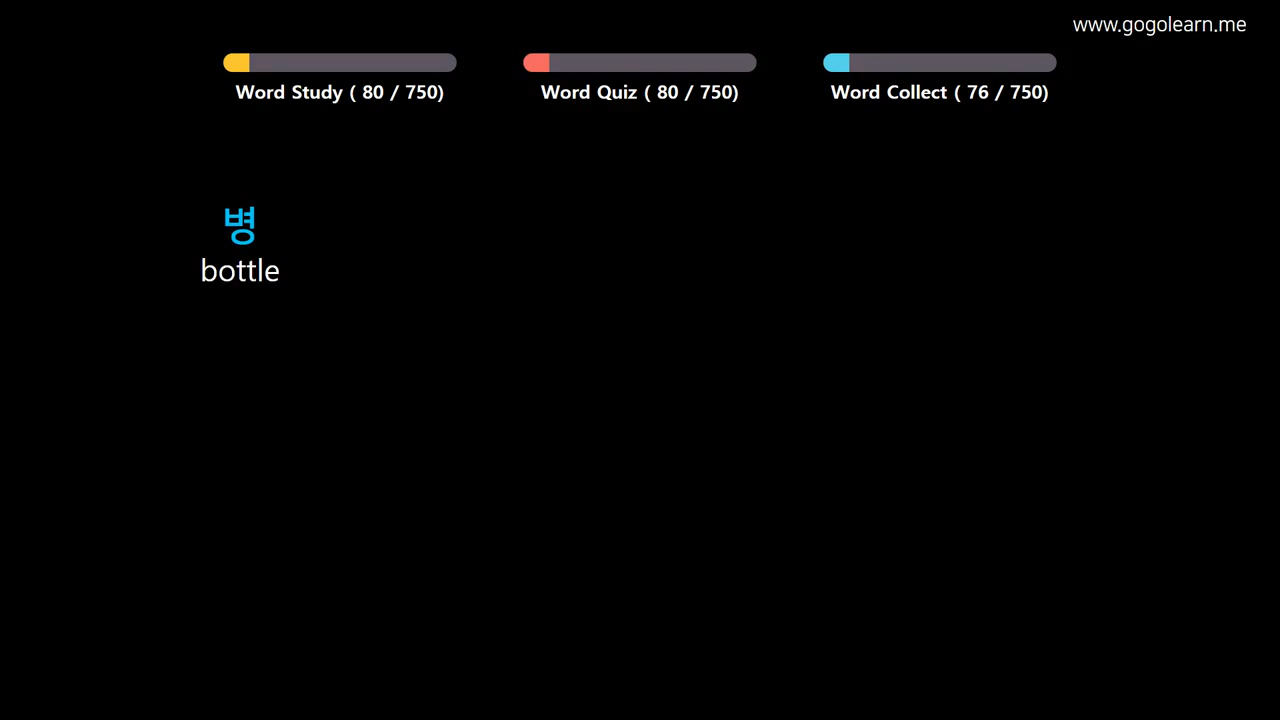 www.gogolearn.me
Word Study ( 80 / 750)
Word Quiz ( 80 / 750)
Word Collect ( 76 / 750)
병
bottle